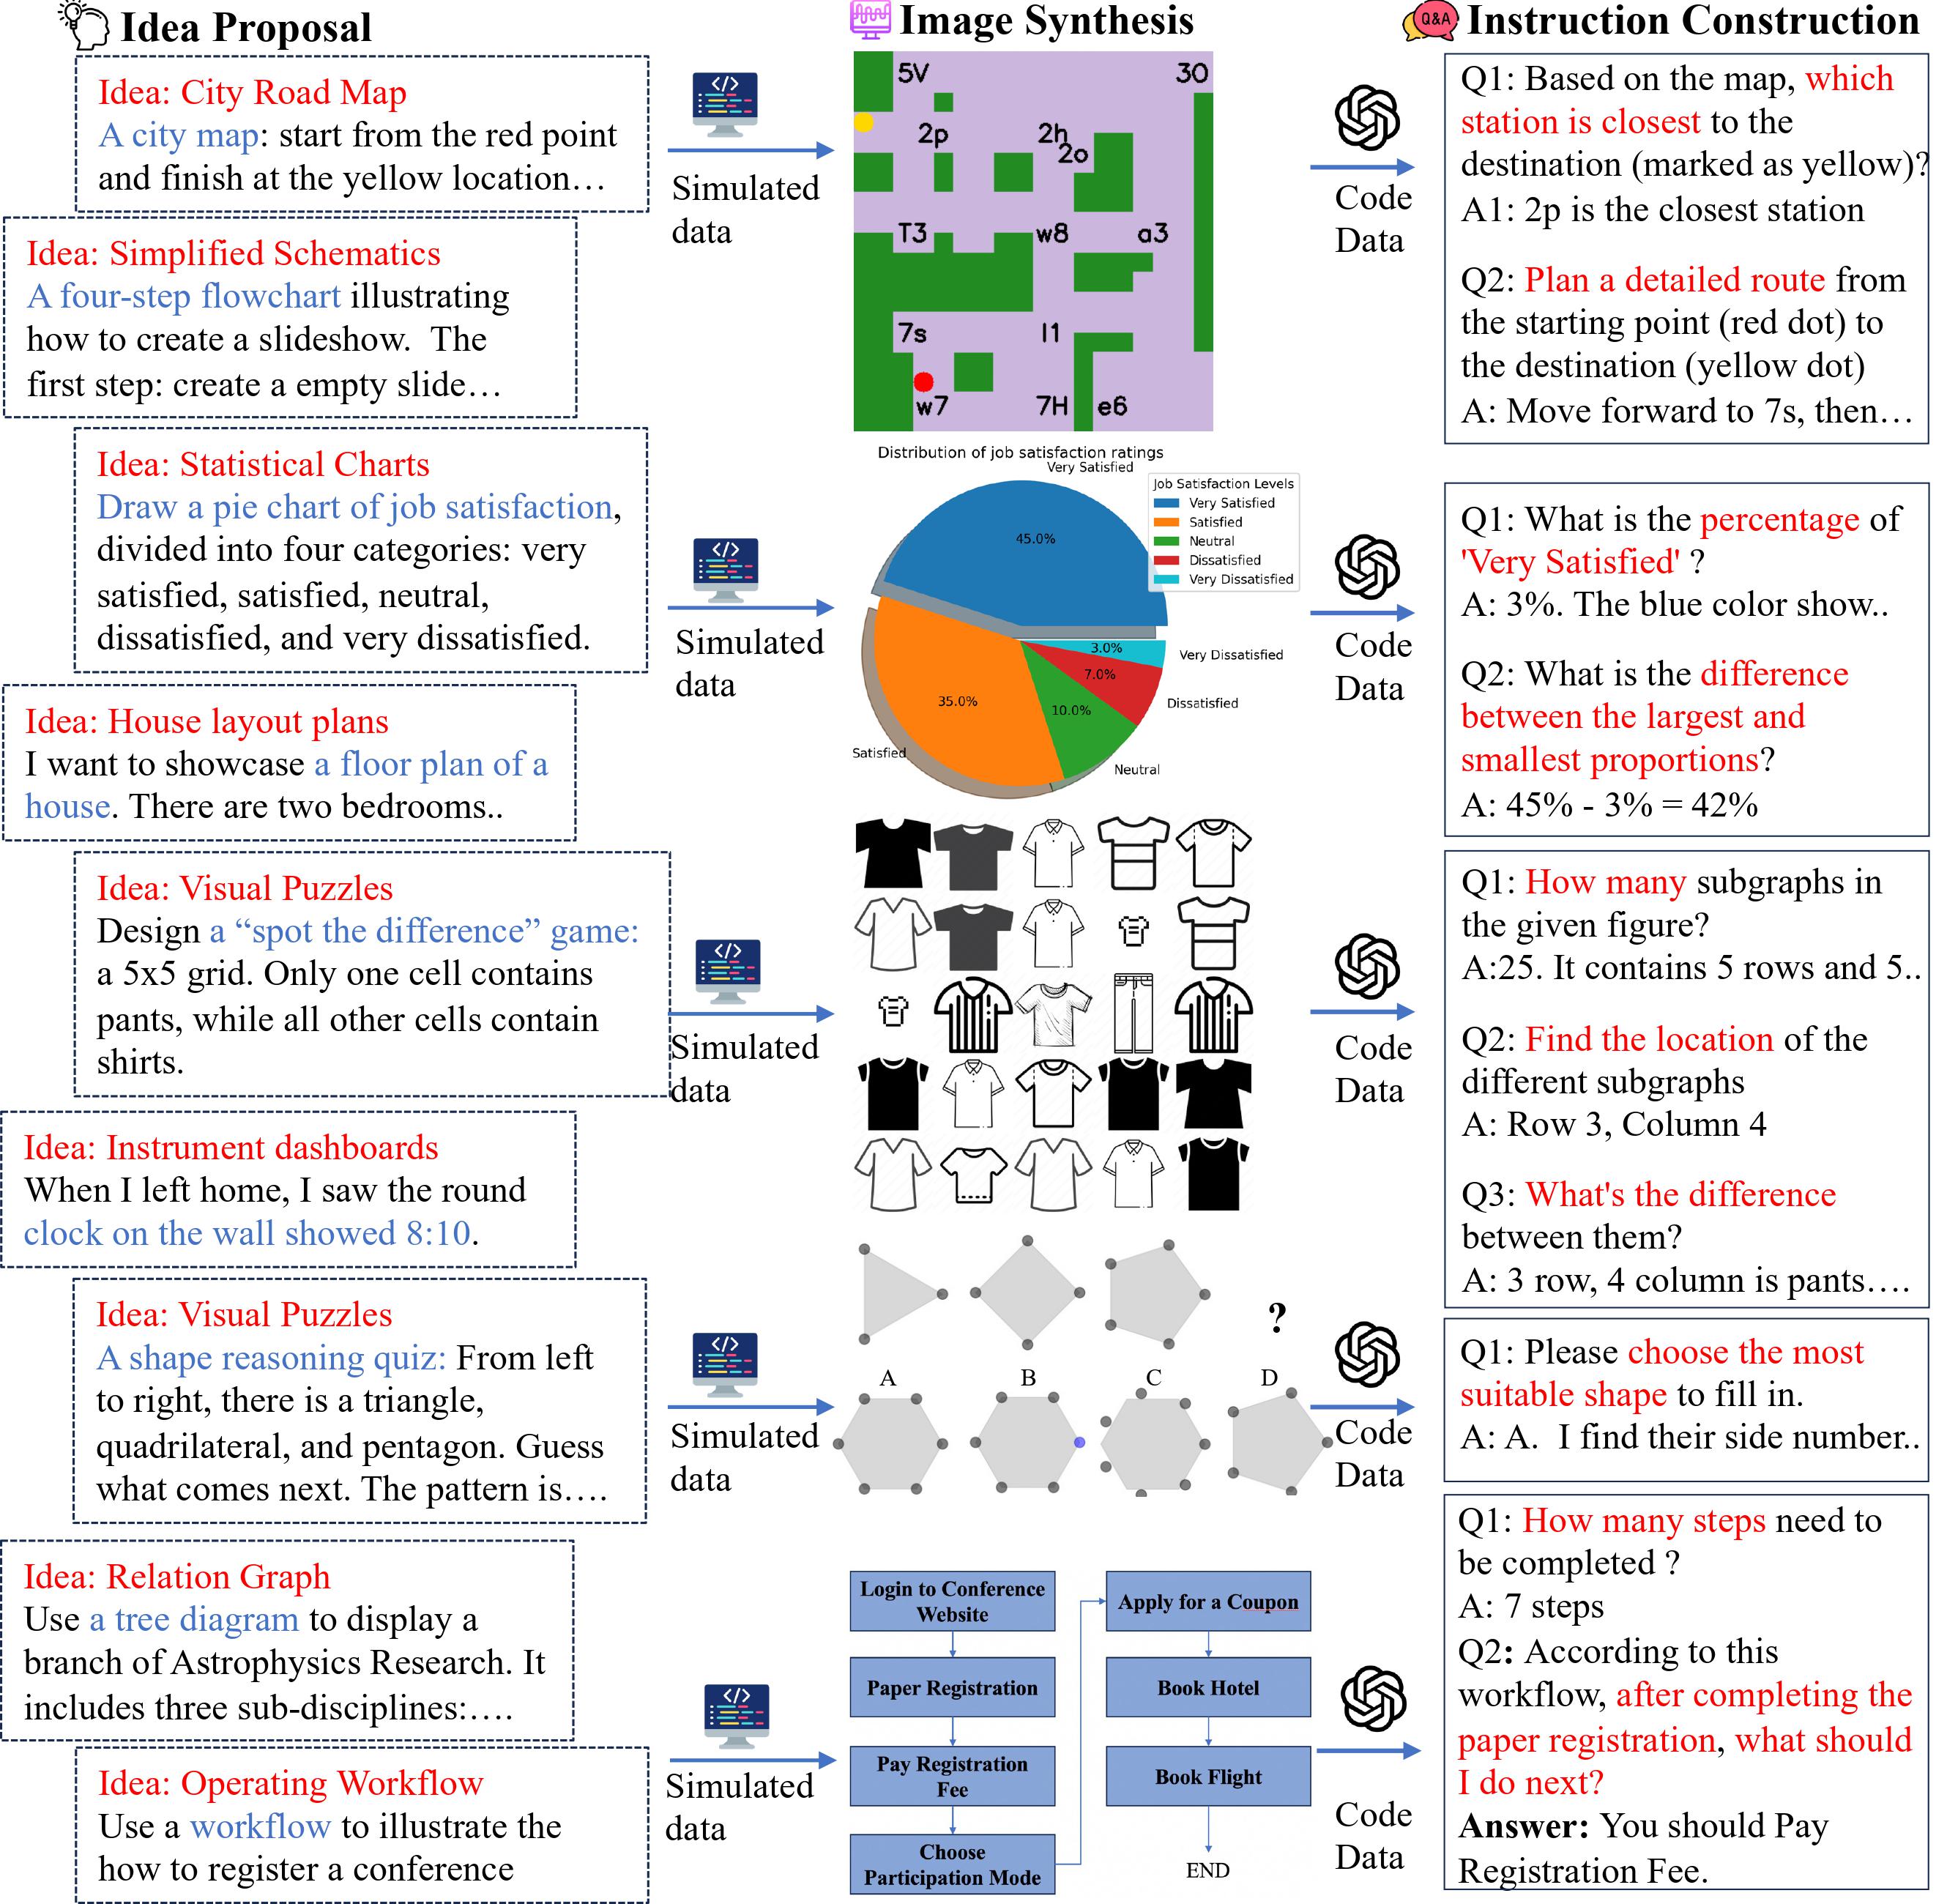 Idea Proposal
Idea: City Road Map
A city map: start from the red point
and finish at the yellow location…
Idea: Simplified Schematics
A four-step flowchart illustrating
how to create a slideshow. The
first step: create a empty slide…
Idea: Statistical Charts
Draw a pie chart of job satisfaction,
divided into four categories: very
satisfied, satisfied, neutral,
dissatisfied, and very dissatisfied.
Idea: House layout plans
I want to showcase a floor plan of a
house. There are two bedrooms..
Idea: Visual Puzzles
Design a “spot the difference” game:
a 5x5 grid. Only one cell contains
pants, while all other cells contain
shirts.
Idea: Instrument dashboards
When I left home, I saw the round
clock on the wall showed 8:10.
Idea: Visual Puzzles
A shape reasoning quiz: From left
to right, there is a triangle,
quadrilateral, and pentagon. Guess
what comes next. The pattern is….
Idea: Relation Graph
Use a tree diagram to display a
branch of Astrophysics Research. It
includes three sub-disciplines:….
Idea: Operating Workflow
Use a workflow to illustrate the
how to register a conference
</>
Simulated
data
</>
Simulated
data
</>
Simulated
data
</>
Simulated
data
</>
Simulated
data
Image Synthesis
5V
30
2p
2h
2o
T3
w8
a3
7s
l1
w7
7H
e6
Distribution of job satisfaction ratings
Very Satisfied
Job Satisfaction Levels
Very Satisfied
Satisfied
Neutral
Dissatisfied
Very Dissatisfied
45.0%
3.0%
Very Dissatisfied
7.0%
Dissatisfied
35.0%
10.0%
Satisfied
Neutral
?
A
B
C
D
Login to Conference
Website
Paper Registration
Pay Registration
Fee
Choose
Participation Mode
Apply for a Coupon
Book Hotel
Book Flight
END
Code
Data
Code
Data
Code
Data
Code
Data
Code
Data
Q&A
Instruction Construction
Q1: Based on the map, which
station is closest to the
destination (marked as yellow)?
A1: 2p is the closest station
Q2: Plan a detailed route from
the starting point (red dot) to
the destination (yellow dot)
A: Move forward to 7s, then…
Q1: What is the percentage of
'Very Satisfied' ?
A: 3%. The blue color show..
Q2: What is the difference
between the largest and
smallest proportions?
A: 45% - 3% = 42%
Q1: How many subgraphs in
the given figure?
A:25. It contains 5 rows and 5..
Q2: Find the location of the
different subgraphs
A: Row 3, Column 4
Q3: What's the difference
between them?
A: 3 row, 4 column is pants….
Q1: Please choose the most
suitable shape to fill in.
A: A. I find their side number..
Q1: How many steps need to
be completed ?
A: 7 steps
Q2: According to this
workflow, after completing the
paper registration, what should
I do next?
Answer: You should Pay
Registration Fee.